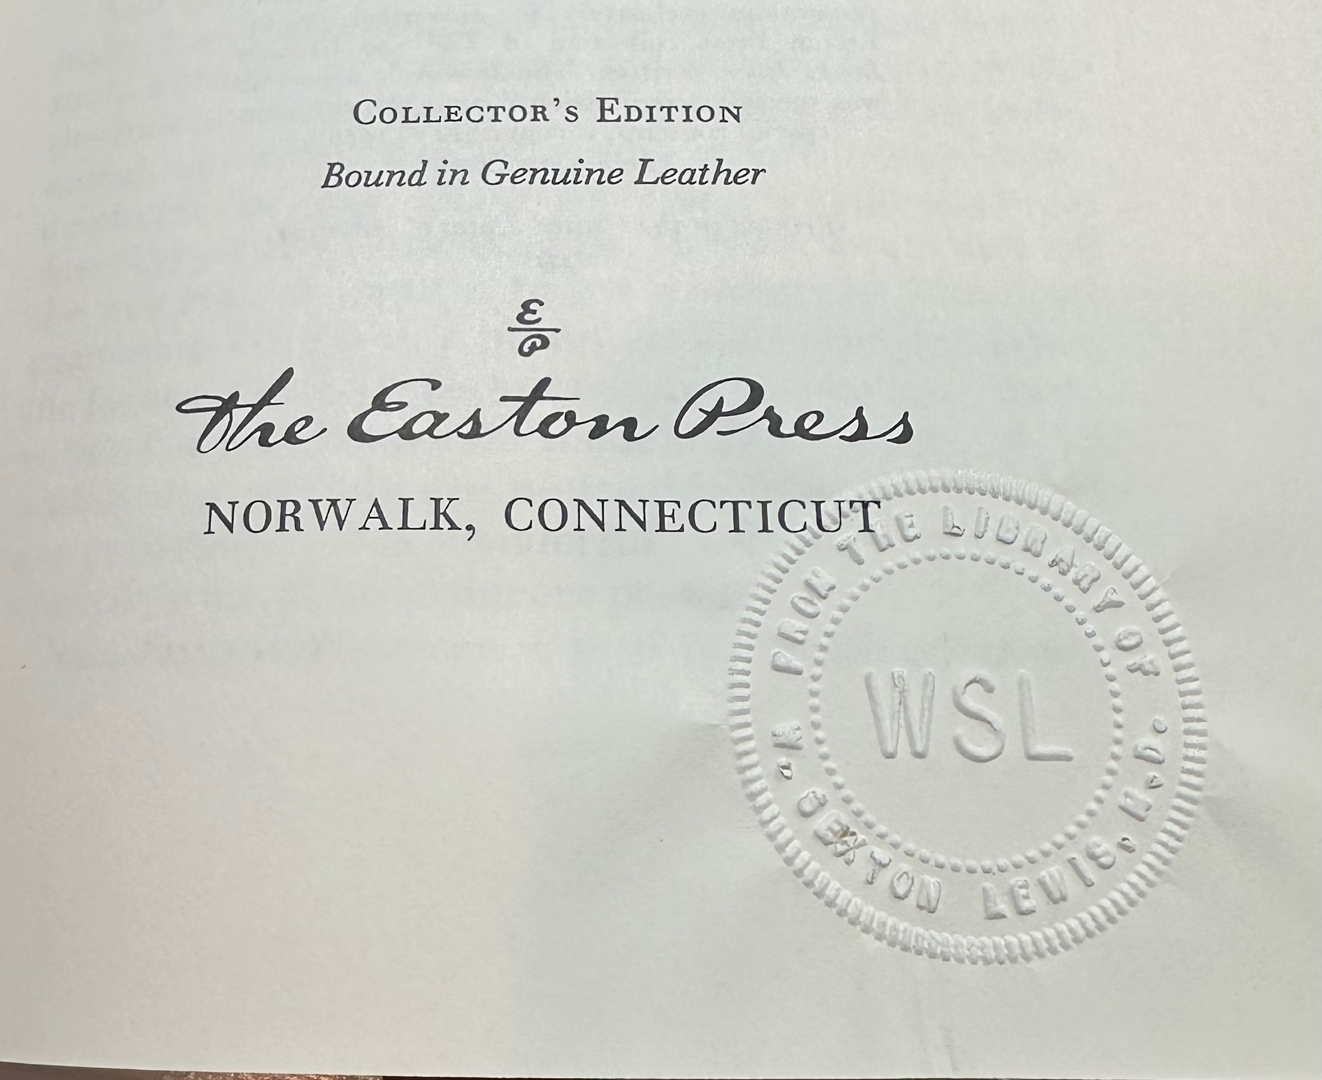 Collector's Edition
Bound in Genuine Leather
E
P
The Easton Press
NORWALK, CONNECTICUT
FROM THE LIBRARY OF
WSL
W. SEXTON LEWIS, M.D.